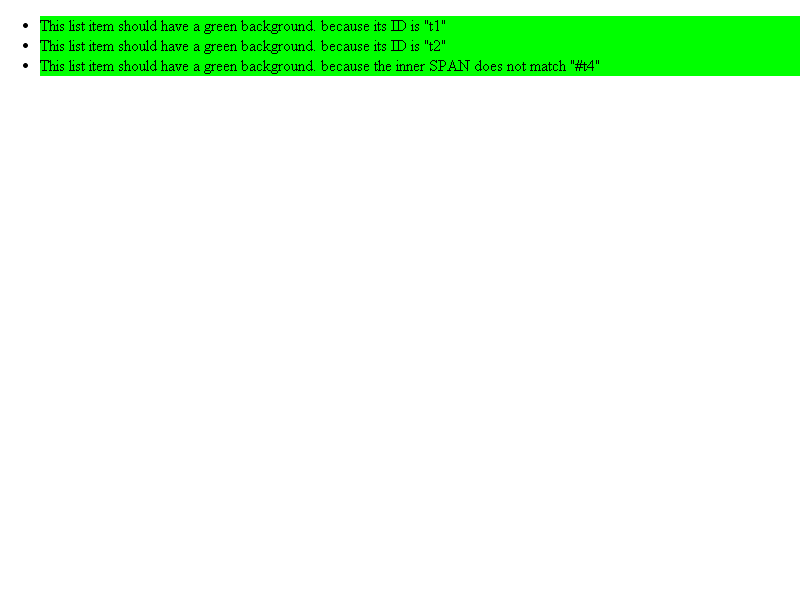 This list item should have a green background. because its ID is "t1"
This list item should have a green background. because its ID is "t2"
This list item should have a green background. because the inner SPAN does not match "#t4"